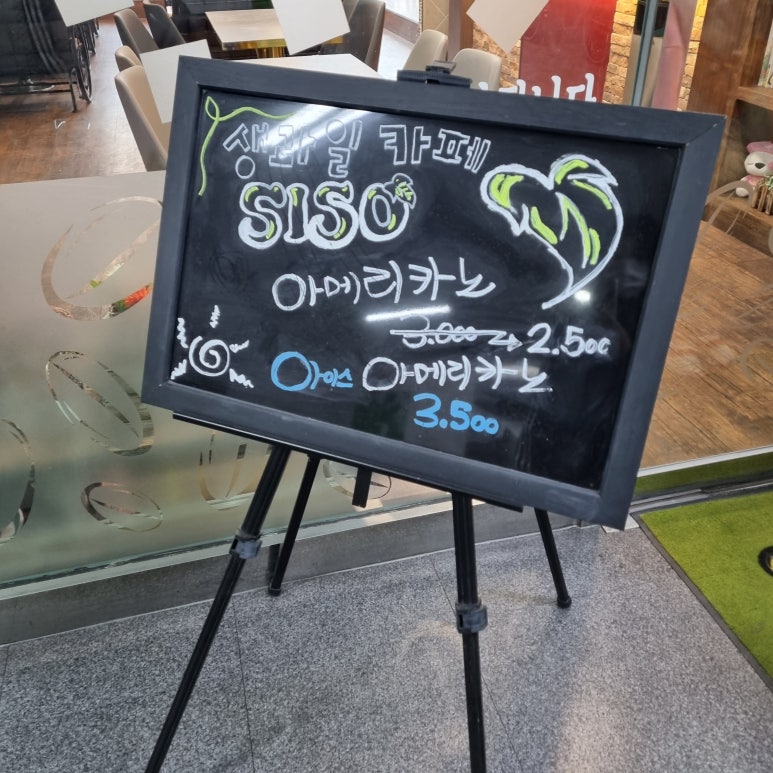 생과일 카페
SISO
아메리카노
3.000 → 2.500
아이스 아메리카노
3.500